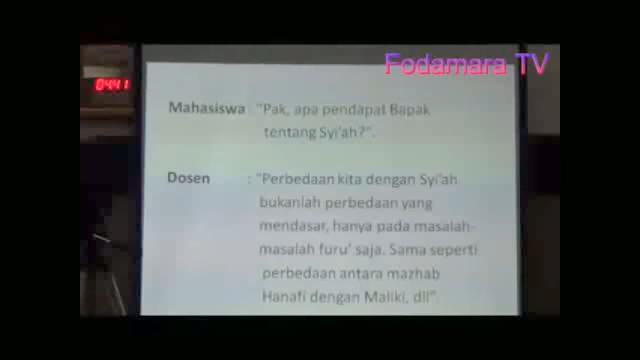 Fodamara TV
04:41
Mahasiswa : "Pak, apa pendapat Bapak
tentang Syi'ah?".
Dosen : "Perbedaan kita dengan Syi'ah
bukanlah perbedaan yang
mendasar, hanya pada masalah-
masalah furu' saja. Sama seperti
perbedaan antara mazhab
Hanafi dengan Maliki, dll".